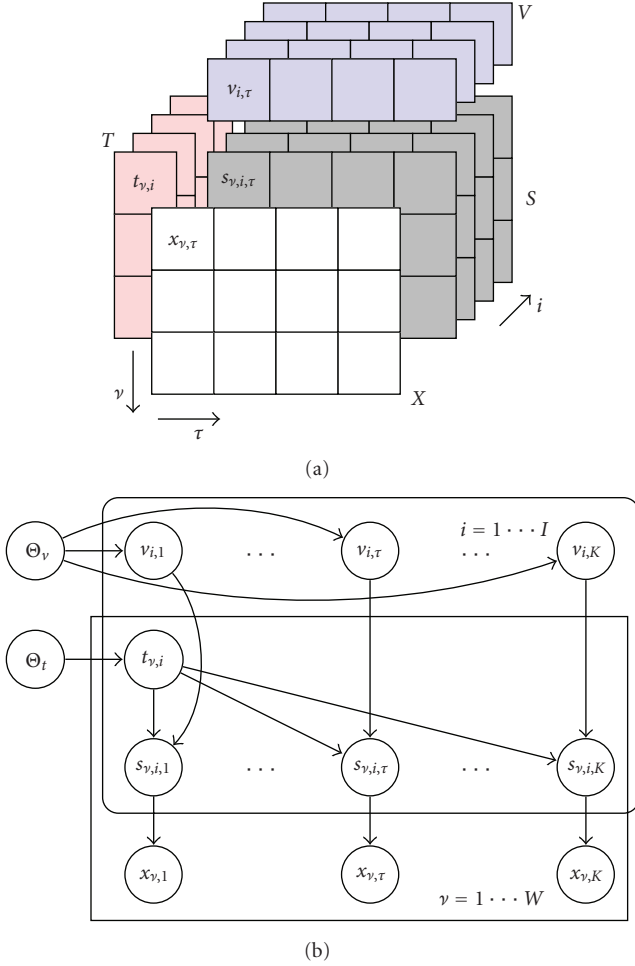 V
v_{i,τ}
T
t_{ν,i}
s_{ν,i,τ}
S
x_{ν,τ}
i
ν
X
τ
(a)
Θ_v
v_{i,1}
· · ·
v_{i,τ}
· · ·
i = 1 · · · I
v_{i,K}
Θ_t
t_{ν,i}
s_{ν,i,1}
· · ·
s_{ν,i,τ}
· · ·
s_{ν,i,K}
x_{ν,1}
x_{ν,τ}
x_{ν,K}
ν = 1 · · · W
(b)